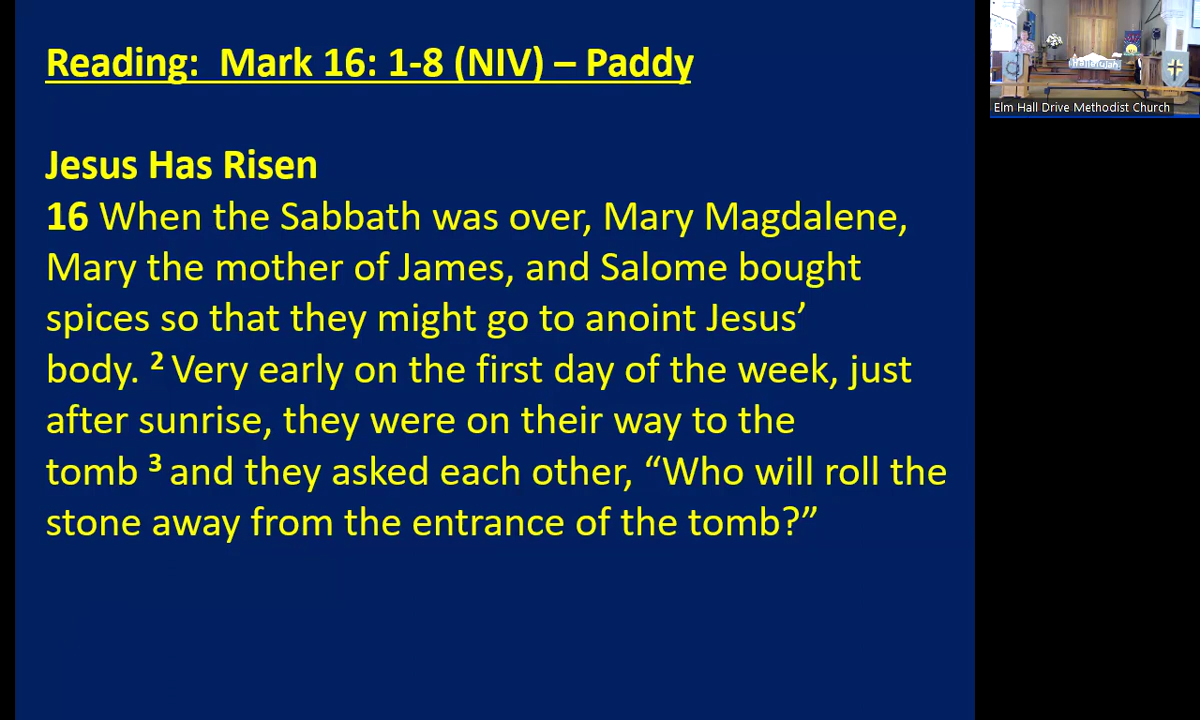 Reading:  Mark 16: 1-8 (NIV) – Paddy
Jesus Has Risen
16 When the Sabbath was over, Mary Magdalene,
Mary the mother of James, and Salome bought
spices so that they might go to anoint Jesus’
body. ² Very early on the first day of the week, just
after sunrise, they were on their way to the
tomb ³ and they asked each other, “Who will roll the
stone away from the entrance of the tomb?”
Elm Hall Drive Methodist Church